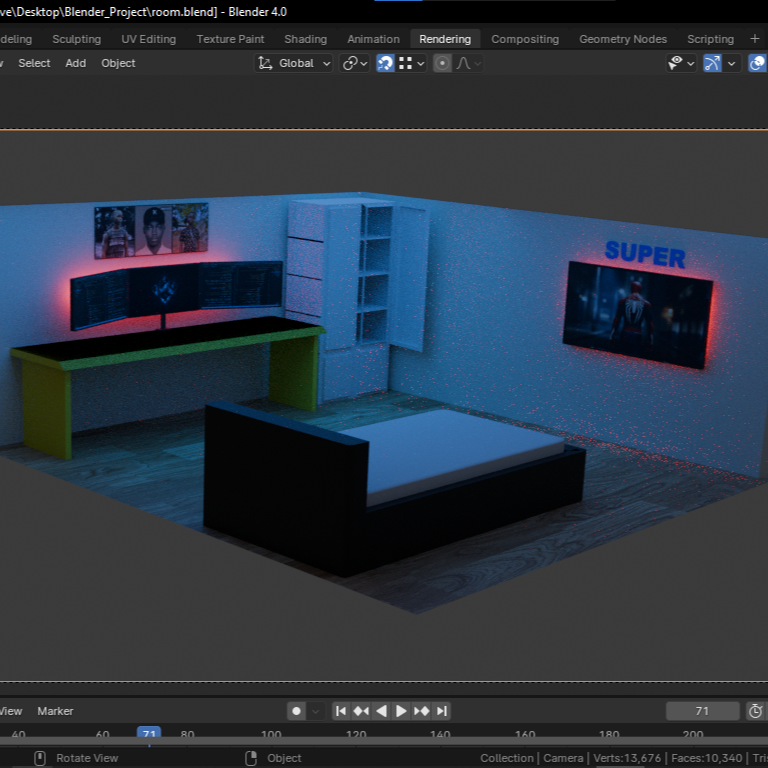 ve\Desktop\Blender_Project\room.blend] - Blender 4.0
deling Sculpting UV Editing Texture Paint Shading Animation Rendering Compositing Geometry Nodes Scripting +
Select Add Object Global
SUPER
View Marker 71
40 60 71 80 100 120 140 160 180 200
Rotate View Object Collection | Camera | Verts:13,676 | Faces:10,340 | Tri